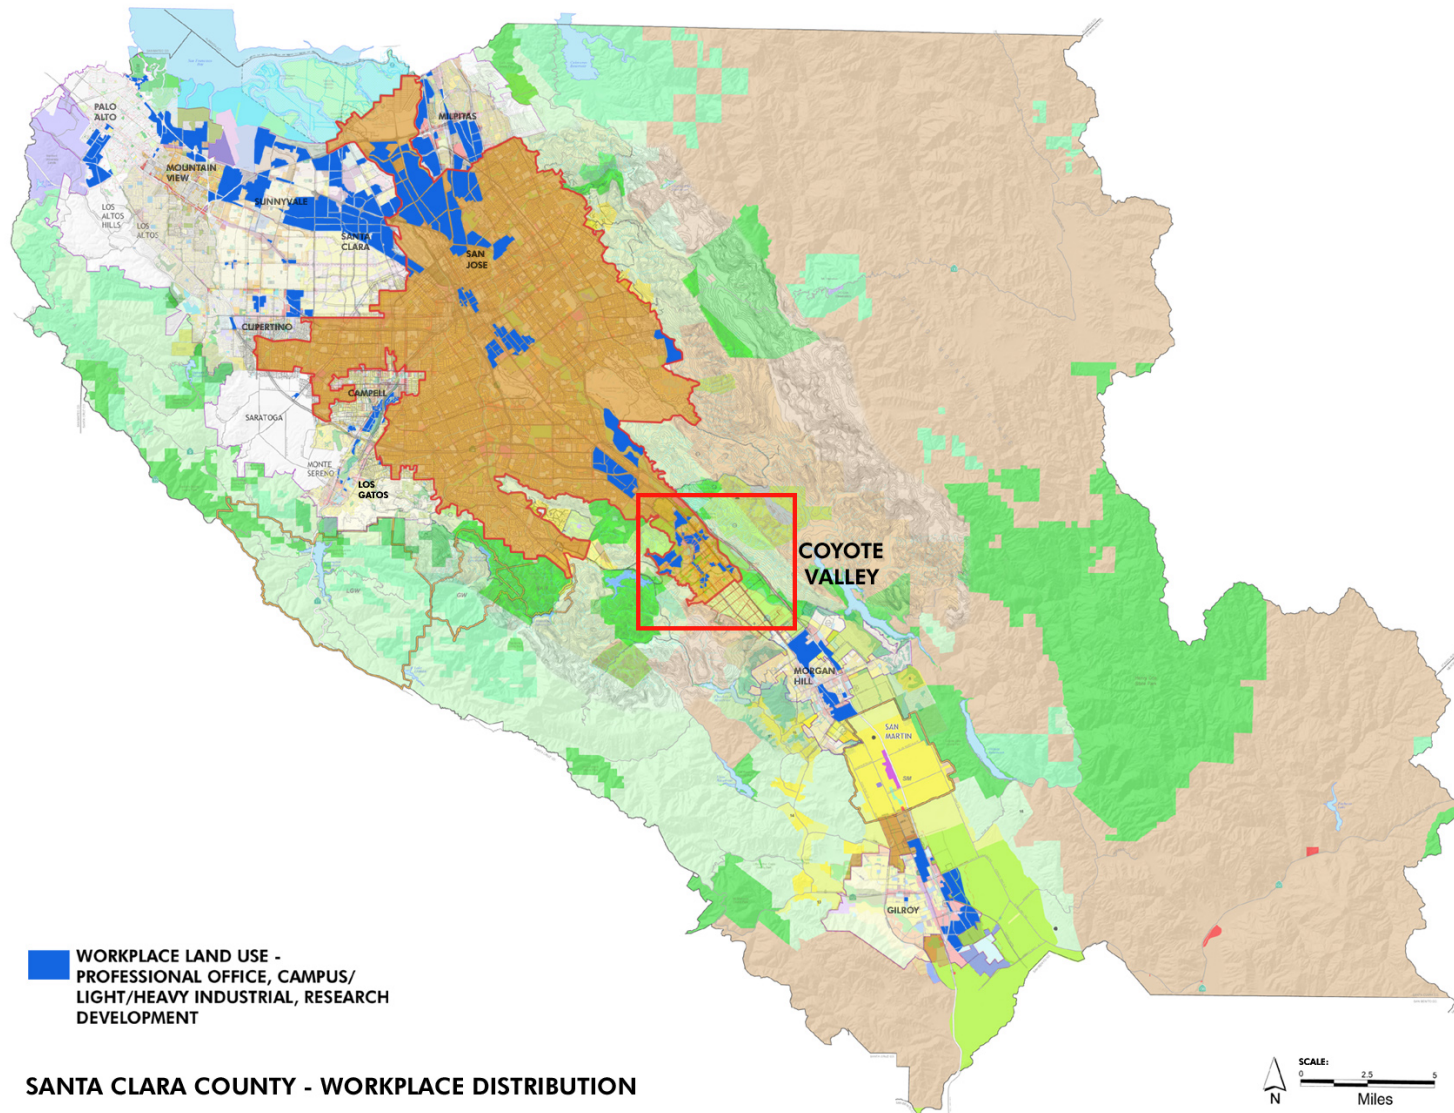 PALO
ALTO
MILPITAS
MOUNTAIN
VIEW
SUNNYVALE
LOS
ALTOS
HILLS
LOS
ALTOS
SANTA
CLARA
SAN
JOSE
CUPERTINO
CAMPELL
SARATOGA
MONTE
SERENO
LOS
GATOS
COYOTE
VALLEY
MORGAN
HILL
SAN
MARTIN
GILROY
WORKPLACE LAND USE -
PROFESSIONAL OFFICE, CAMPUS/
LIGHT/HEAVY INDUSTRIAL, RESEARCH
DEVELOPMENT
SANTA CLARA COUNTY - WORKPLACE DISTRIBUTION
N
SCALE:
0 2.5 5
Miles